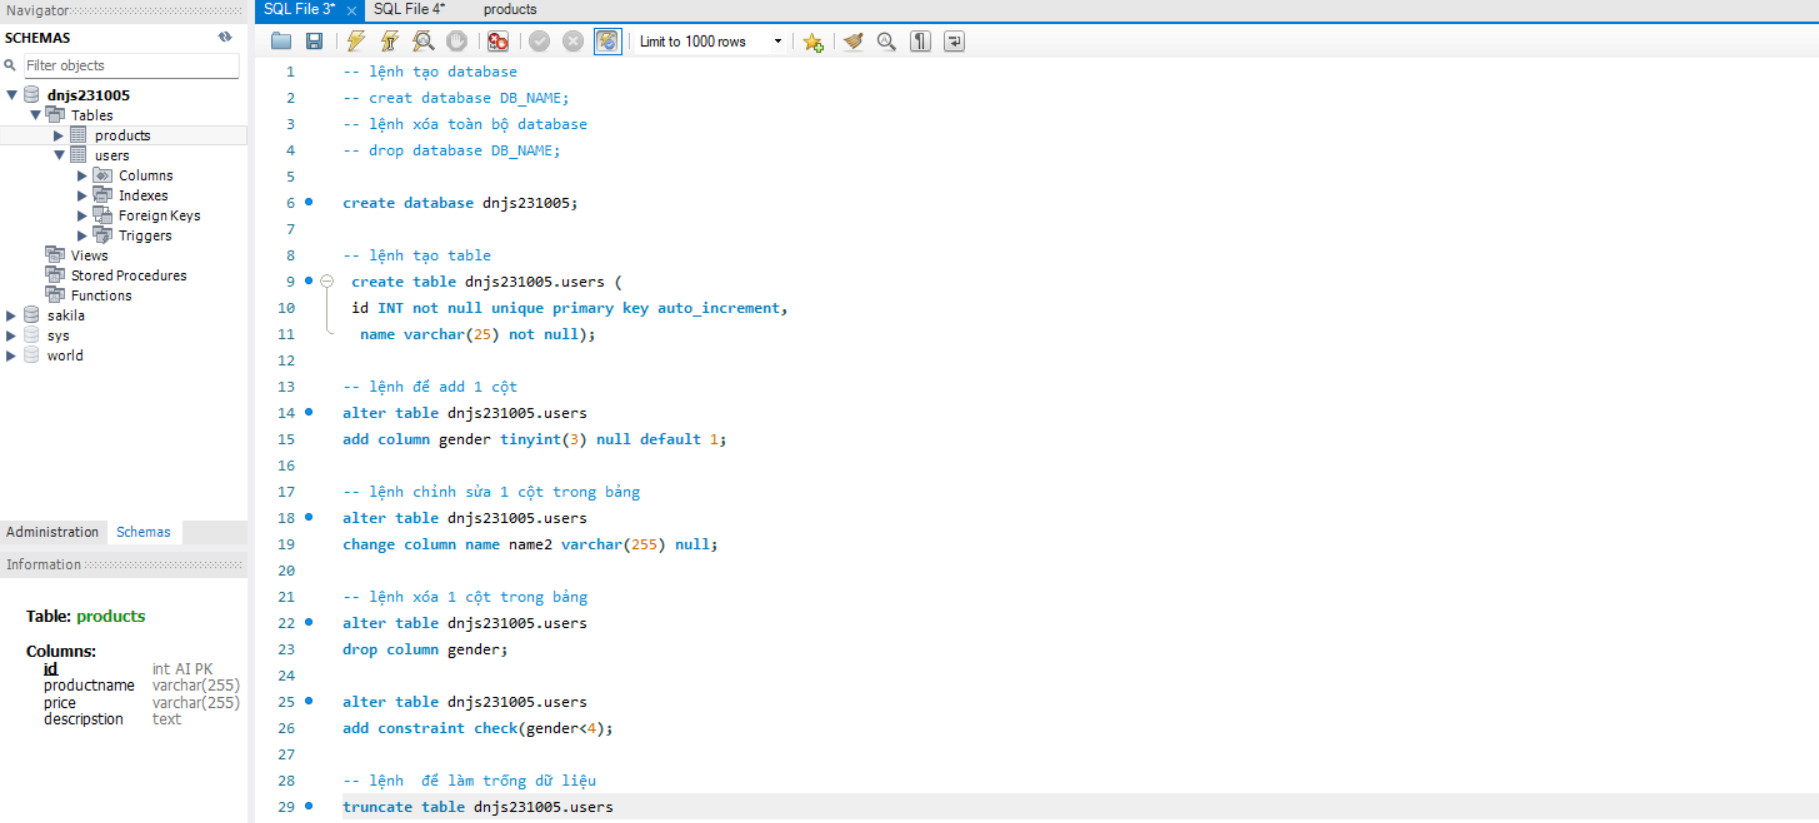 Navigator
SCHEMAS
Filter objects
dnjs231005
Tables
products
users
Columns
Indexes
Foreign Keys
Triggers
Views
Stored Procedures
Functions
sakila
sys
world
Administration Schemas
Information
Table: products
Columns:
id int AI PK
productname varchar(255)
price varchar(255)
descripstion text
SQL File 3* SQL File 4* products
Limit to 1000 rows
1 -- lệnh tạo database
2 -- creat database DB_NAME;
3 -- lệnh xóa toàn bộ database
4 -- drop database DB_NAME;
5
6 create database dnjs231005;
7
8 -- lệnh tạo table
9 create table dnjs231005.users (
10 id INT not null unique primary key auto_increment,
11 name varchar(25) not null);
12
13 -- lệnh để add 1 cột
14 alter table dnjs231005.users
15 add column gender tinyint(3) null default 1;
16
17 -- lệnh chỉnh sửa 1 cột trong bảng
18 alter table dnjs231005.users
19 change column name name2 varchar(255) null;
20
21 -- lệnh xóa 1 cột trong bảng
22 alter table dnjs231005.users
23 drop column gender;
24
25 alter table dnjs231005.users
26 add constraint check(gender<4);
27
28 -- lệnh  để làm trống dữ liệu
29 truncate table dnjs231005.users